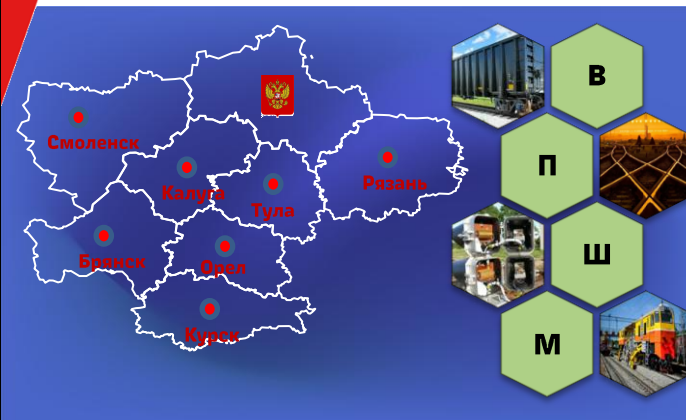 Смоленск
Калуга
Тула
Рязань
Брянск
Орел
Курск
В
П
Ш
М